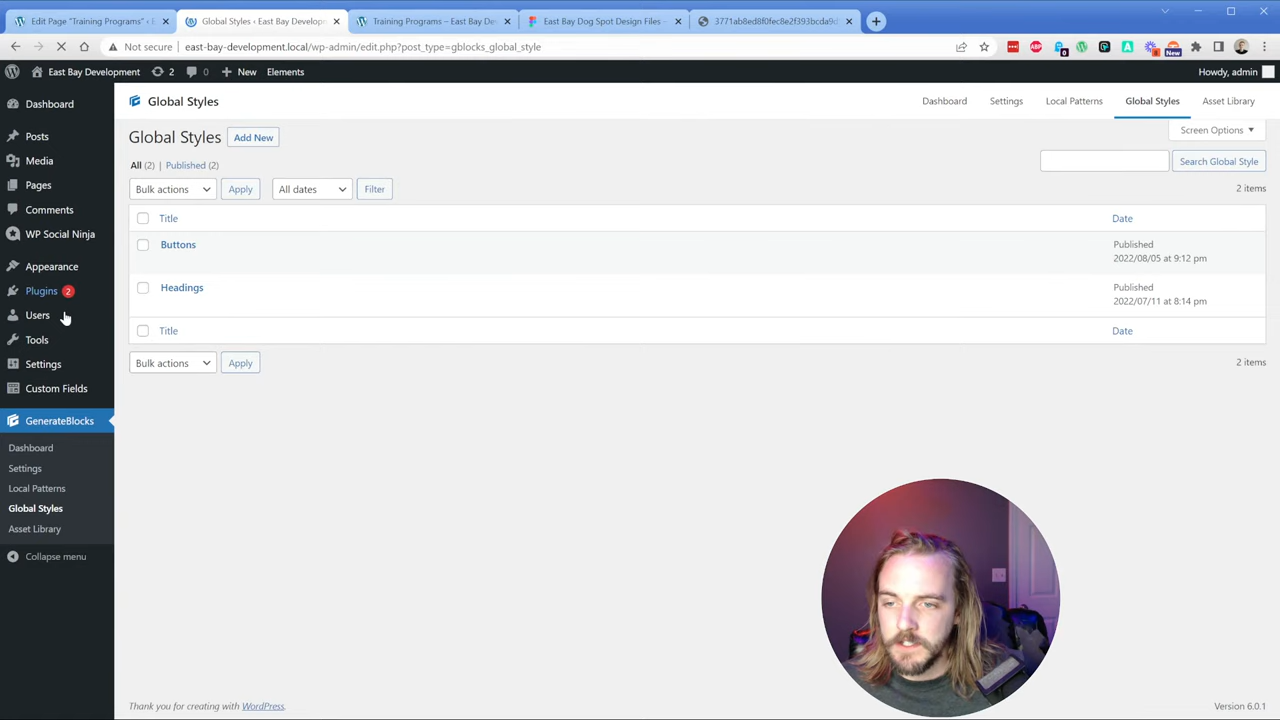 Edit Page "Training Programs" ‹ E
Global Styles ‹ East Bay Develop
Training Programs – East Bay De
East Bay Dog Spot Design Files –
3771ab8ed8f0fec8e2f393bcda9d
Not secure
east-bay-development.local/wp-admin/edit.php?post_type=gblocks_global_style
East Bay Development
2
0
New
Elements
Howdy, admin
Dashboard
Posts
Media
Pages
Comments
WP Social Ninja
Appearance
Plugins 2
Users
Tools
Settings
Custom Fields
GenerateBlocks
Dashboard
Settings
Local Patterns
Global Styles
Asset Library
Collapse menu
Global Styles
Dashboard
Settings
Local Patterns
Global Styles
Asset Library
Global Styles
Add New
Screen Options
All (2) | Published (2)
Search Global Style
Bulk actions
Apply
All dates
Filter
2 items
Title
Date
Buttons
Published
2022/08/05 at 9:12 pm
Headings
Published
2022/07/11 at 8:14 pm
Title
Date
Bulk actions
Apply
2 items
Thank you for creating with WordPress.
Version 6.0.1